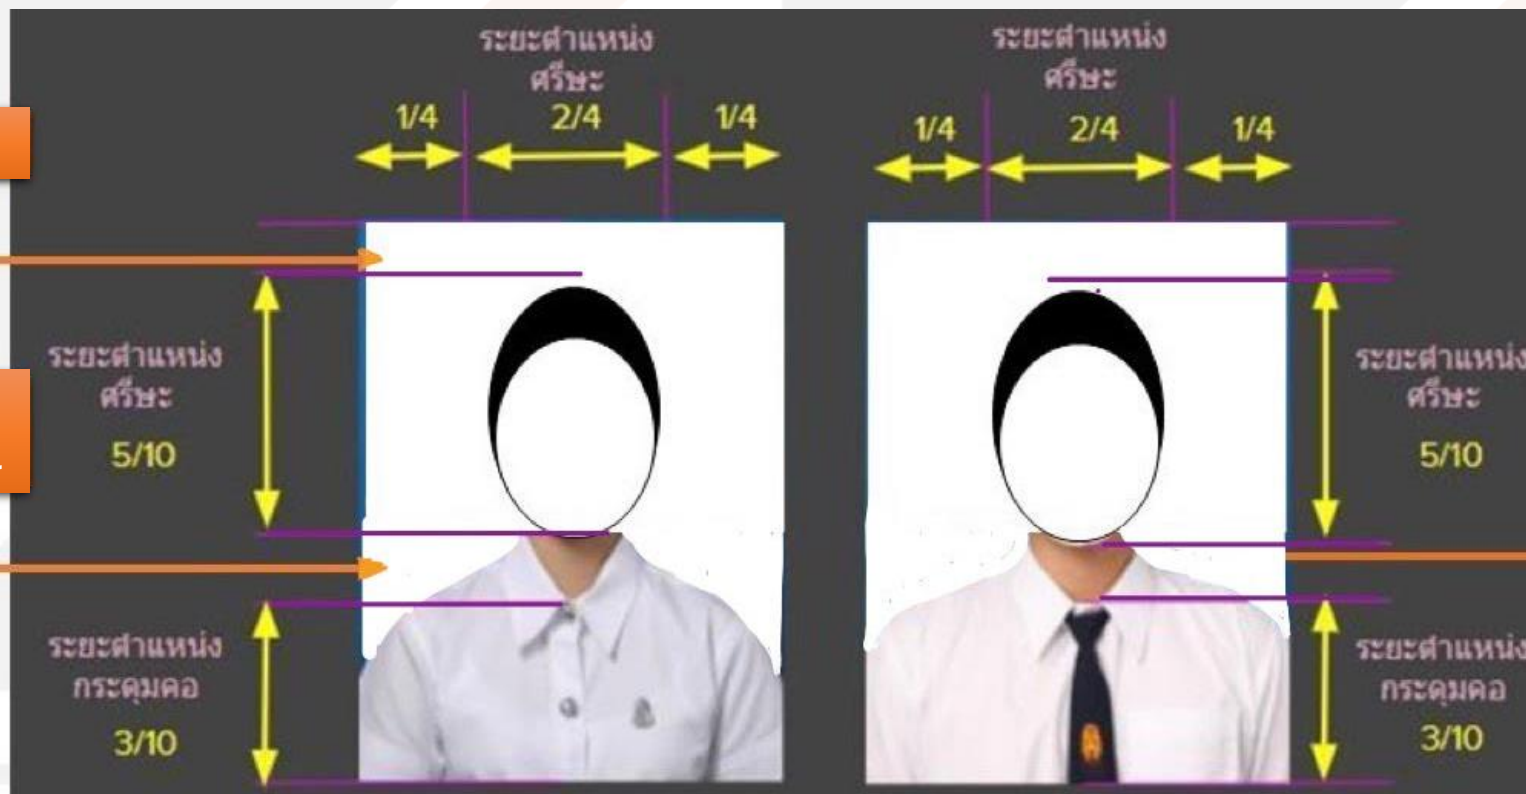 ระยะตำแหน่ง
ศรีษะ
1/4
2/4
1/4
ระยะตำแหน่ง
ศรีษะ
1/4
2/4
1/4
ระยะตำแหน่ง
ศรีษะ
5/10
ระยะตำแหน่ง
กระดุมคอ
3/10
ระยะตำแหน่ง
ศรีษะ
5/10
ระยะตำแหน่ง
กระดุมคอ
3/10